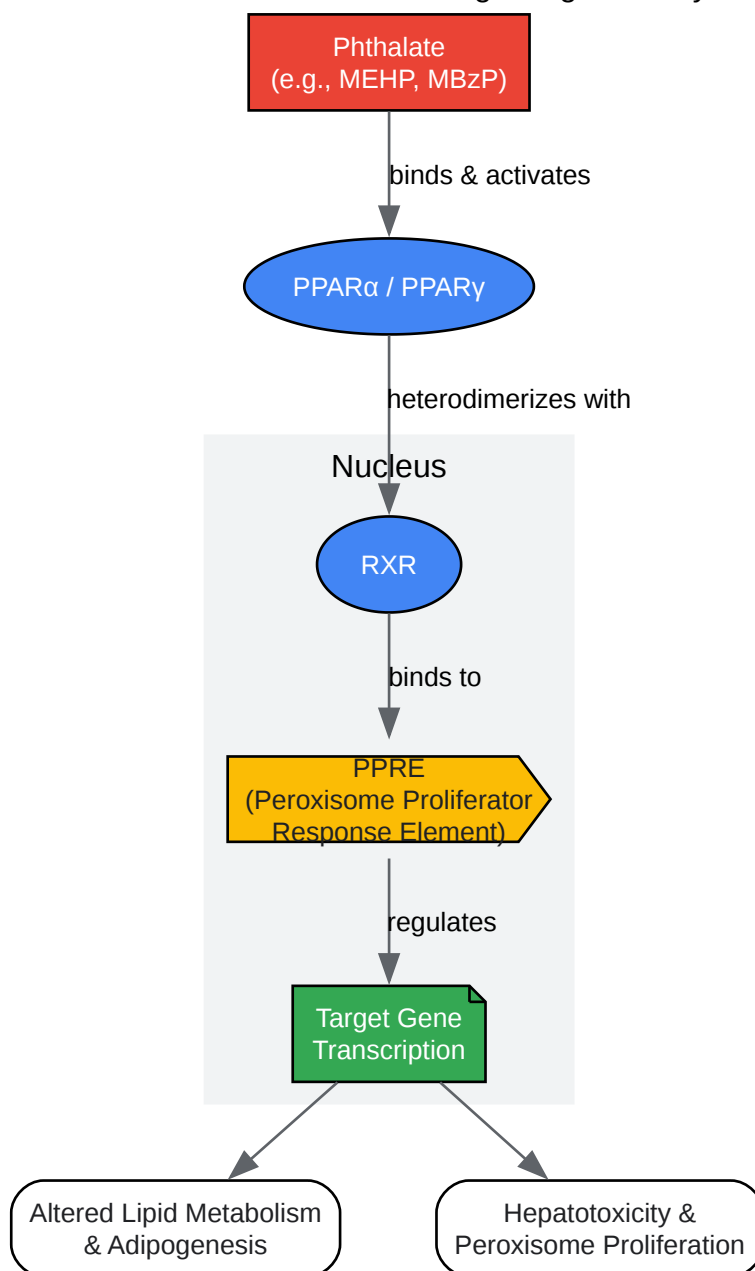 Phthalate
(e.g., MEHP, MBzP)
binds & activates
PPARα / PPARγ
heterodimerizes with
Nucleus
RXR
binds to
PPRE
(Peroxisome Proliferator
Response Element)
regulates
Target Gene
Transcription
Altered Lipid Metabolism
& Adipogenesis
Hepatotoxicity &
Peroxisome Proliferation